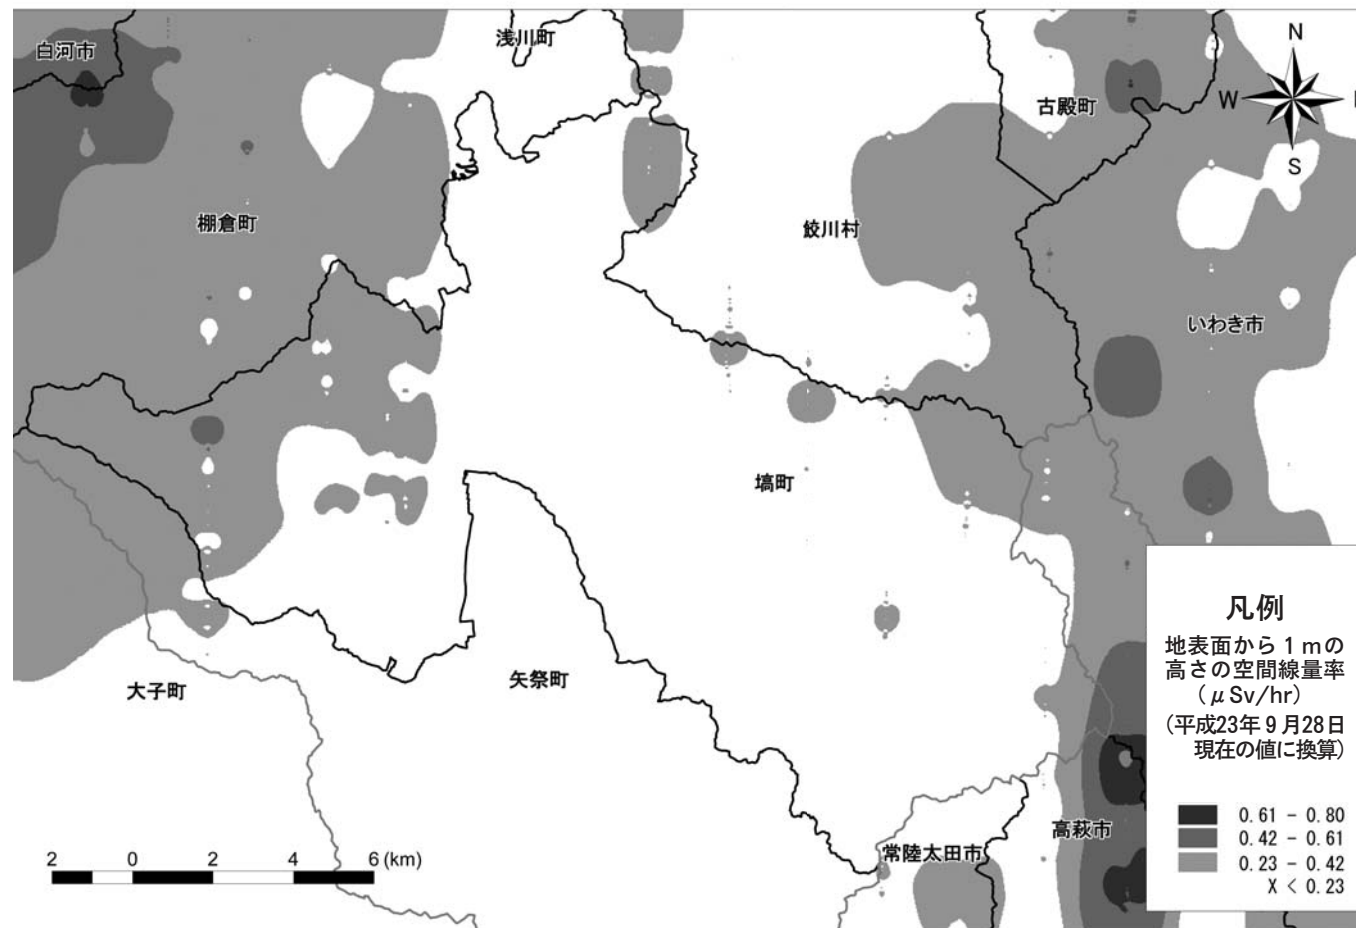 白河市
浅川町
N
W
古殿町
S
棚倉町
鮫川村
いわき市
塙町
凡例
地表面から1mの
高さの空間線量率
(μSv/hr)
(平成23年9月28日
現在の値に換算)
大子町
矢祭町
0.61 - 0.80
高萩市
0.42 - 0.61
常陸太田市
0.23 - 0.42
X < 0.23
2 0 2 4 6 (km)